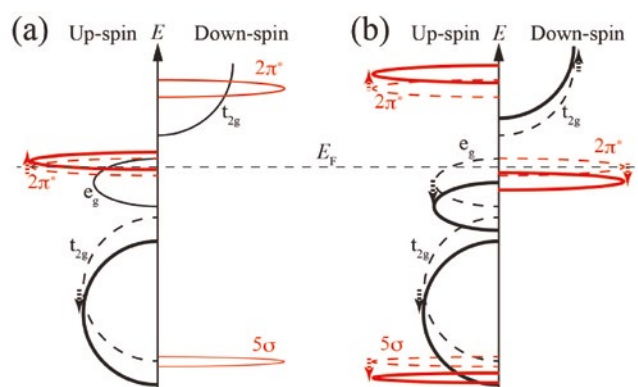 (a) Up-spin E Down-spin
2π*
t2g
2π*
eg
t2g
5σ
EF
(b) Up-spin E Down-spin
2π*
t2g
2π*
eg
t2g
5σ